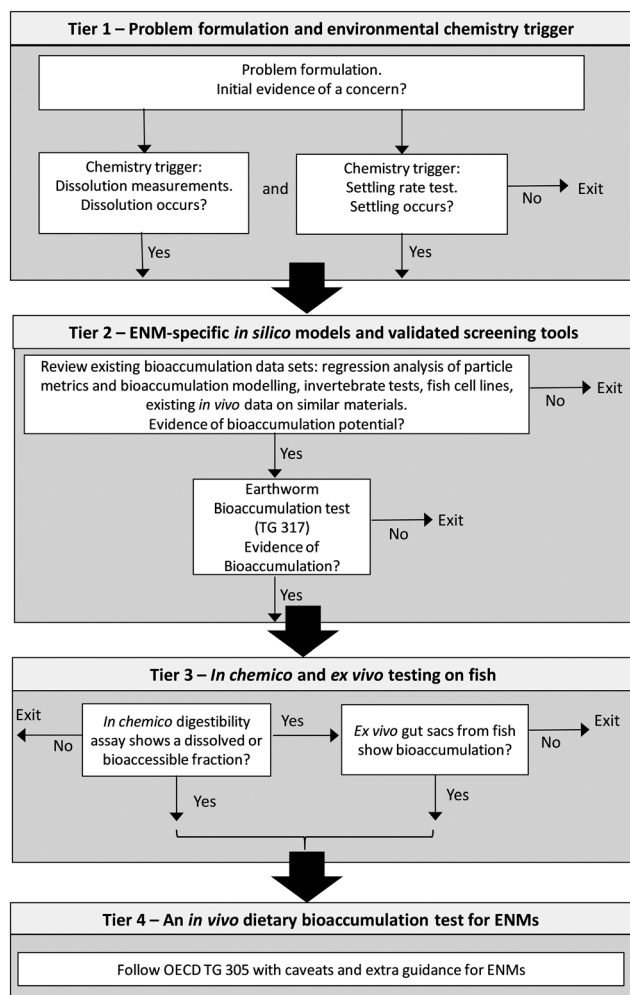 Tier 1 – Problem formulation and environmental chemistry trigger
Problem formulation.
Initial evidence of a concern?
Chemistry trigger:
Dissolution measurements.
Dissolution occurs?
and
Chemistry trigger:
Settling rate test.
Settling occurs?
No
Exit
Yes
Yes
Tier 2 – ENM-specific in silico models and validated screening tools
Review existing bioaccumulation data sets: regression analysis of particle
metrics and bioaccumulation modelling, invertebrate tests, fish cell lines,
existing in vivo data on similar materials.
Evidence of bioaccumulation potential?
No
Exit
Yes
Earthworm
Bioaccumulation test
(TG 317)
Evidence of
Bioaccumulation?
No
Exit
Yes
Tier 3 – In chemico and ex vivo testing on fish
Exit
No
In chemico digestibility
assay shows a dissolved or
bioaccessible fraction?
Yes
Ex vivo gut sacs from fish
show bioaccumulation?
No
Exit
Yes
Yes
Tier 4 – An in vivo dietary bioaccumulation test for ENMs
Follow OECD TG 305 with caveats and extra guidance for ENMs